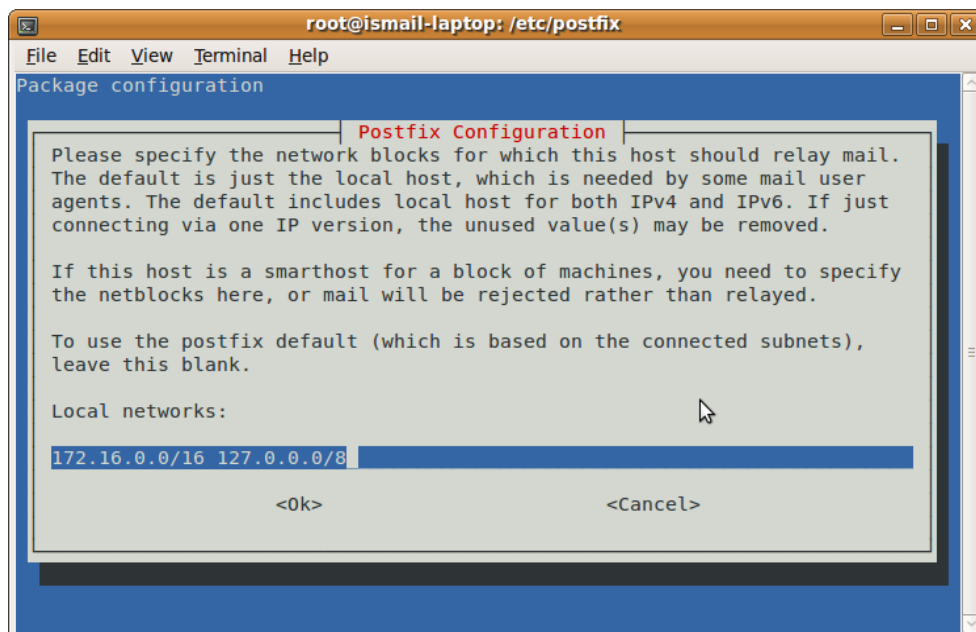 root@ismail-laptop: /etc/postfix
File Edit View Terminal Help
Package configuration
Postfix Configuration
Please specify the network blocks for which this host should relay mail.
The default is just the local host, which is needed by some mail user
agents. The default includes local host for both IPv4 and IPv6. If just
connecting via one IP version, the unused value(s) may be removed.
If this host is a smarthost for a block of machines, you need to specify
the netblocks here, or mail will be rejected rather than relayed.
To use the postfix default (which is based on the connected subnets),
leave this blank.
Local networks:
172.16.0.0/16 127.0.0.0/8
<Ok> <Cancel>